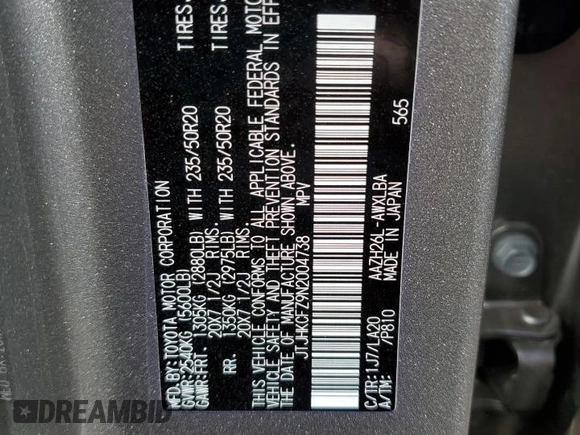 MFD.BY:TOYOTA MOTOR CORPORATION
GVWR:2540KG (5600LB)
GAWR:FRT. 1305KG (2880LB) WITH 235/50R20 TIRES.
20X7 1/2J RIMS.
RR. 1350KG (2975LB) WITH 235/50R20 TIRES.
20X7 1/2J RIMS.
THIS VEHICLE CONFORMS TO ALL APPLICABLE FEDERAL MOTOR
VEHICLE SAFETY AND THEFT PREVENTION STANDARDS IN EFF
ON THE DATE OF MANUFACTURE SHOWN ABOVE.
JTJHKCFZ9N2004738 MPV
C/TR:1J7/LA20 AAZH26L-AWXLBA
A/TM: /P810 MADE IN JAPAN
565
DREAMBID